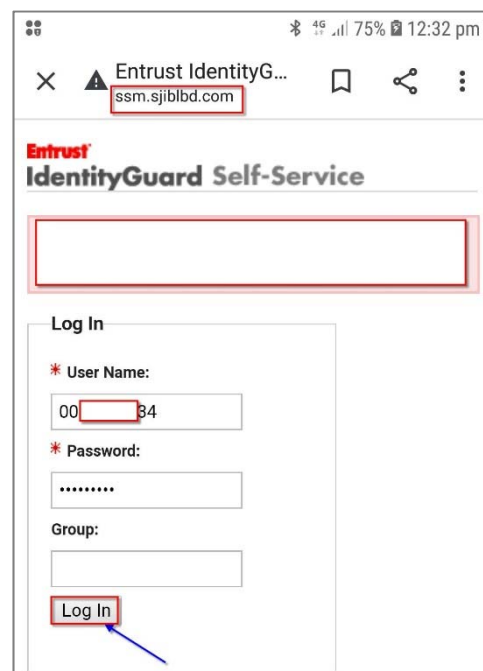 4G 75% 12:32 pm
Entrust IdentityG...
ssm.sjiblbd.com
Entrust
IdentityGuard Self-Service
Log In
* User Name:
00 34
* Password:
•••••••••
Group:
Log In